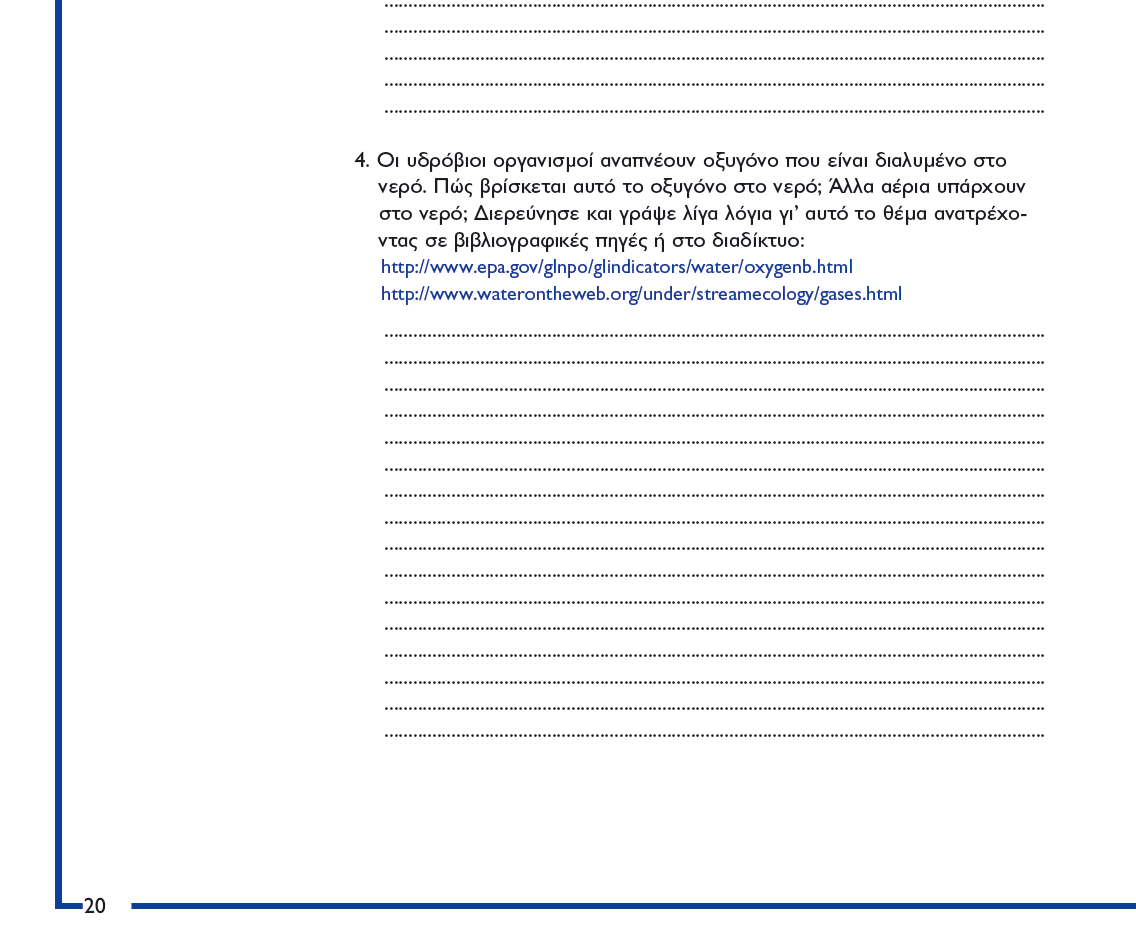 4. Οι υδρόβιοι οργανισμοί αναπνέουν οξυγόνο που είναι διαλυμένο στο
νερό. Πώς βρίσκεται αυτό το οξυγόνο στο νερό; Άλλα αέρια υπάρχουν
στο νερό; Διερεύνησε και γράψε λίγα λόγια γι’ αυτό το θέμα ανατρέχο-
ντας σε βιβλιογραφικές πηγές ή στο διαδίκτυο:
http://www.epa.gov/glnpo/glindicators/water/oxygenb.html
http://www.waterontheweb.org/under/streamecology/gases.html
20